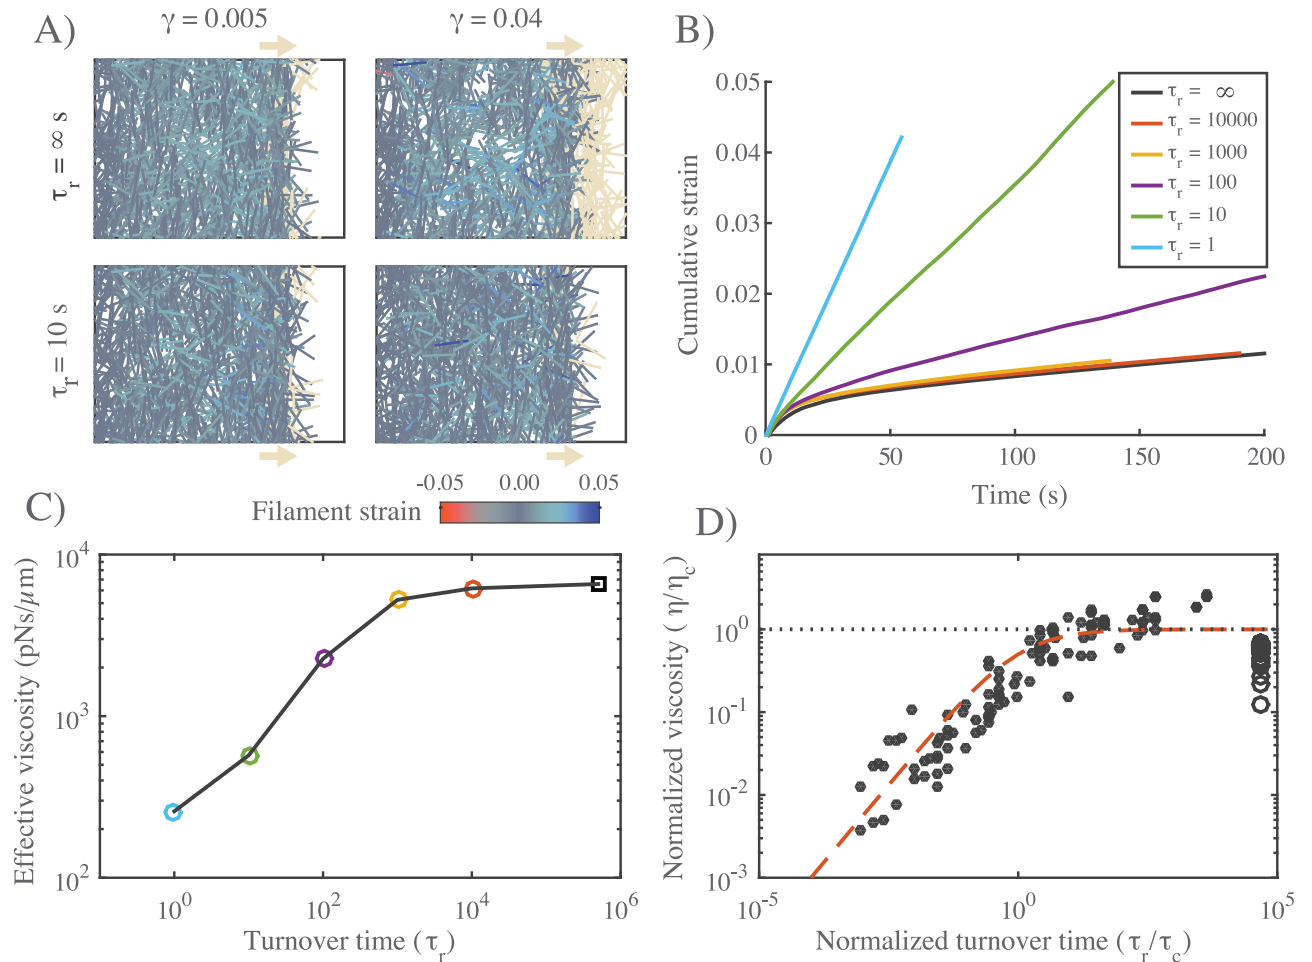 A)
γ = 0.005
γ = 0.04
τr = ∞ s
τr = 10 s
Filament strain
-0.05
0.00
0.05
B)
Cumulative strain
0.05
0.04
0.03
0.02
0.01
0
0
50
100
150
200
Time (s)
τr = ∞
τr = 10000
τr = 1000
τr = 100
τr = 10
τr = 1
C)
Effective viscosity (pNs/μm)
10^4
10^3
10^2
10^0
10^2
10^4
10^6
Turnover time (τr)
D)
Normalized viscosity ( η/ηc)
10^0
10^-1
10^-2
10^-3
10^-5
10^0
10^5
Normalized turnover time (τr/τc)